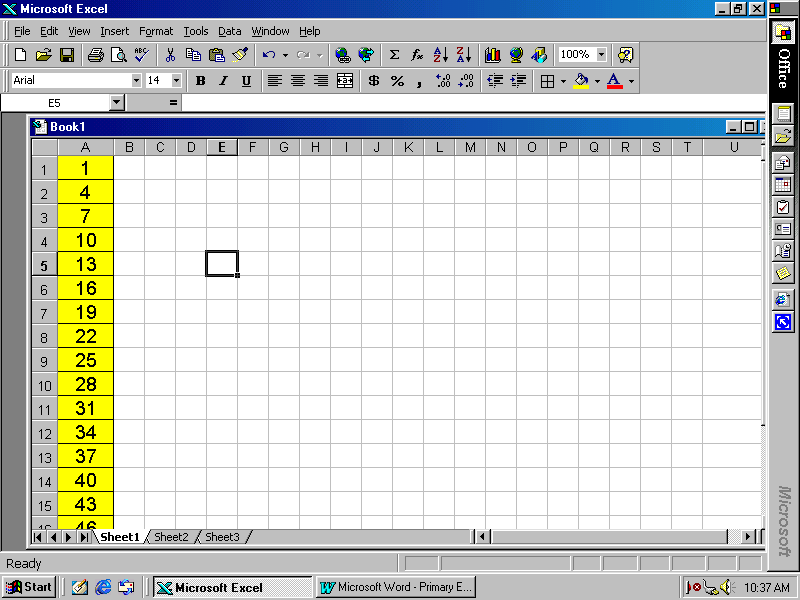 Microsoft Excel
File Edit View Insert Format Tools Data Window Help
100%
Arial 14 B I U $ % ,
E5 =
Book1
A B C D E F G H I J K L M N O P Q R S T U
1 1
2 4
3 7
4 10
5 13
6 16
7 19
8 22
9 25
10 28
11 31
12 34
13 37
14 40
15 43
16 46
Sheet1 Sheet2 Sheet3
Ready
Start Microsoft Excel Microsoft Word - Primary E... 10:37 AM
Office
Microsoft